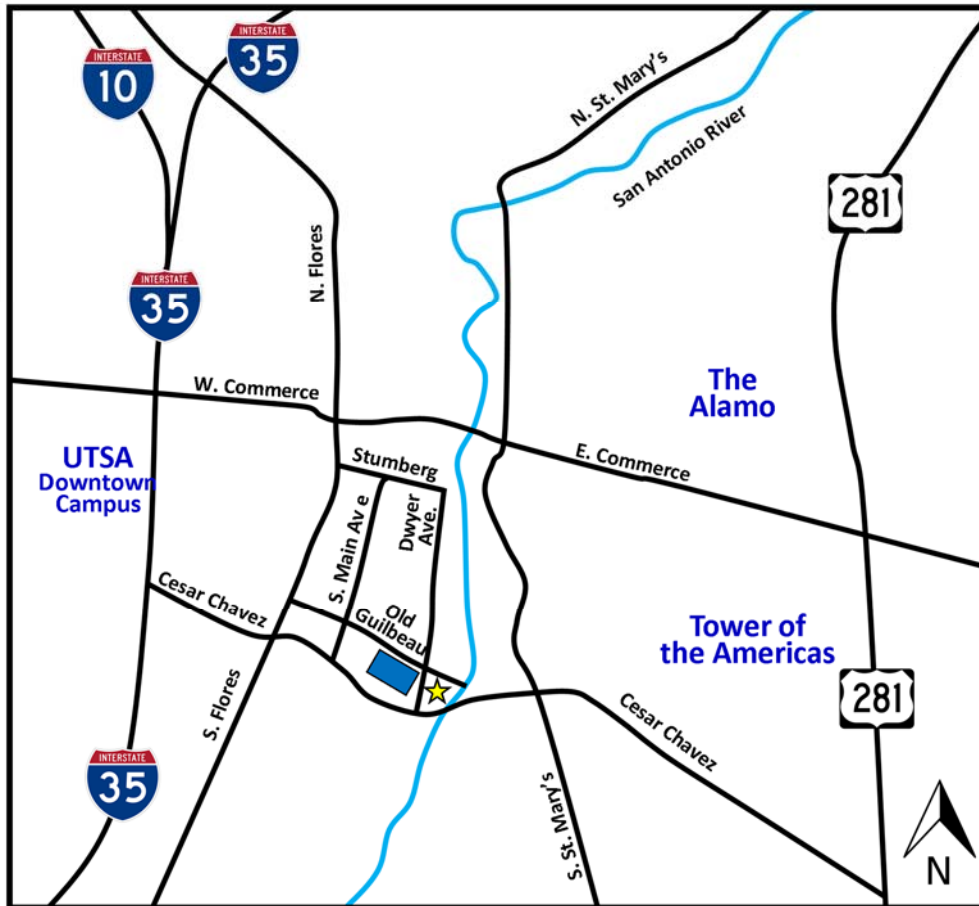 INTERSTATE
35
INTERSTATE
10
N. St. Mary's
San Antonio River
281
N. Flores
INTERSTATE
35
W. Commerce
The
Alamo
E. Commerce
UTSA
Downtown
Campus
Stumberg
S. Main Av e
Dwyer
Ave.
Cesar Chavez
Old
Guilbeau
Tower of
the Americas
S. Flores
281
Cesar Chavez
INTERSTATE
35
S. St. Mary's
N